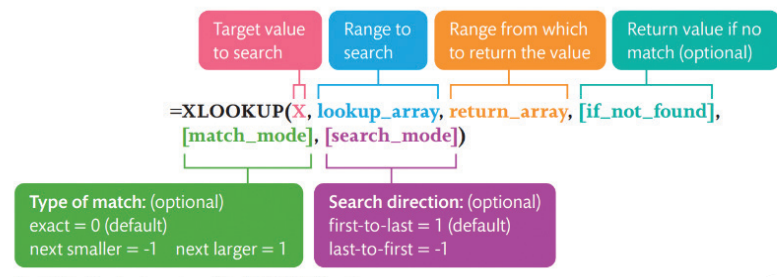 Target value
to search
Range to
search
Range from which
to return the value
Return value if no
match (optional)
=XLOOKUP(X, lookup_array, return_array, [if_not_found],
[match_mode], [search_mode])
Type of match: (optional)
exact = 0 (default)
next smaller = -1 next larger = 1
Search direction: (optional)
first-to-last = 1 (default)
last-to-first = -1